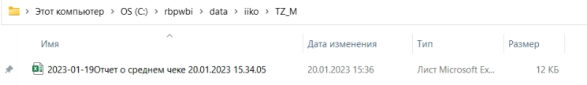 Этот компьютер > OS (C:) > rbpwbi > data > iiko > TZ_M
Имя Дата изменения Тип Размер
2023-01-19Отчет о среднем чеке 20.01.2023 15.34.05 20.01.2023 15:36 Лист Microsoft Ex... 12 КБ